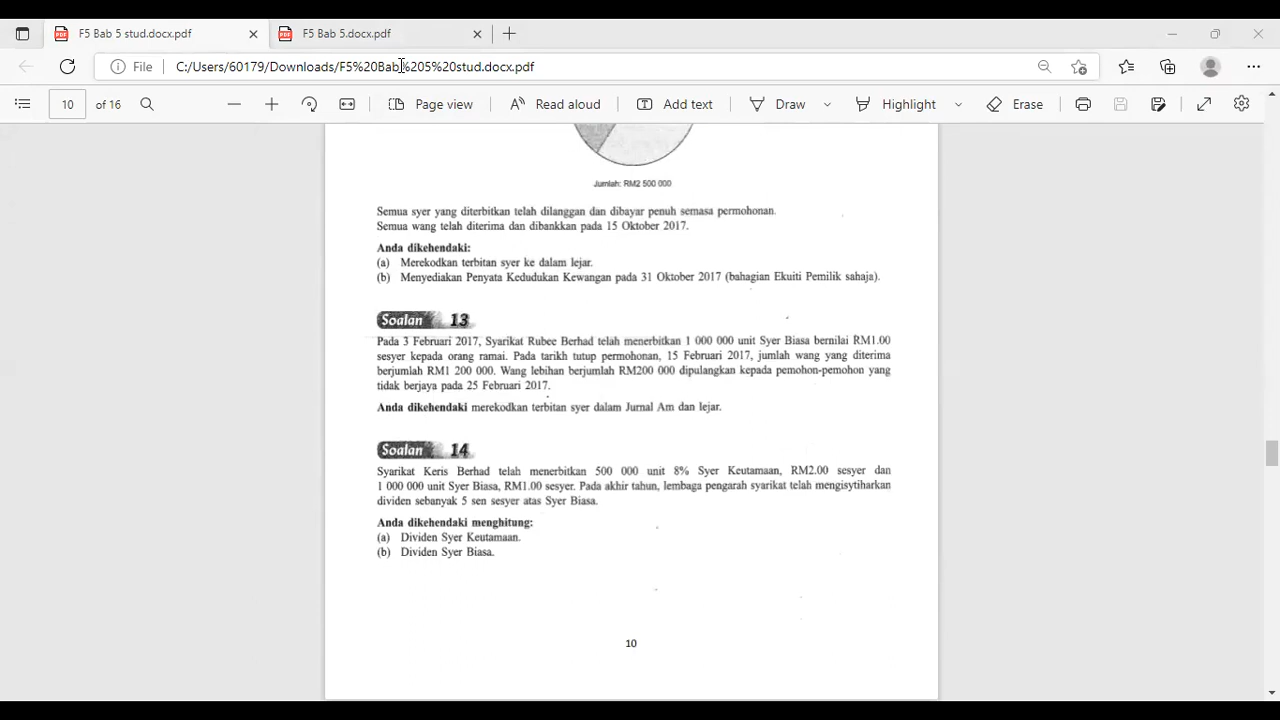 F5 Bab 5 stud.docx.pdf
F5 Bab 5.docx.pdf
File
C:/Users/60179/Downloads/F5%20Bab%205%20stud.docx.pdf
10 of 16
Page view
Read aloud
Add text
Draw
Highlight
Erase
Jumlah: RM2 500 000
Semua syer yang diterbitkan telah dilanggan dan dibayar penuh semasa permohonan.
Semua wang telah diterima dan dibankkan pada 15 Oktober 2017.
Anda dikehendaki:
(a) Merekodkan terbitan syer ke dalam lejar.
(b) Menyediakan Penyata Kedudukan Kewangan pada 31 Oktober 2017 (bahagian Ekuiti Pemilik sahaja).
Soalan 13
Pada 3 Februari 2017, Syarikat Rubee Berhad telah menerbitkan 1 000 000 unit Syer Biasa bernilai RM1.00
sesyer kepada orang ramai. Pada tarikh tutup permohonan, 15 Februari 2017, jumlah wang yang diterima
berjumlah RM1 200 000. Wang lebihan berjumlah RM200 000 dipulangkan kepada pemohon-pemohon yang
tidak berjaya pada 25 Februari 2017.
Anda dikehendaki merekodkan terbitan syer dalam Jurnal Am dan lejar.
Soalan 14
Syarikat Keris Berhad telah menerbitkan 500 000 unit 8% Syer Keutamaan, RM2.00 sesyer dan
1 000 000 unit Syer Biasa, RM1.00 sesyer. Pada akhir tahun, lembaga pengarah syarikat telah mengisytiharkan
dividen sebanyak 5 sen sesyer atas Syer Biasa.
Anda dikehendaki menghitung:
(a) Dividen Syer Keutamaan.
(b) Dividen Syer Biasa.
10